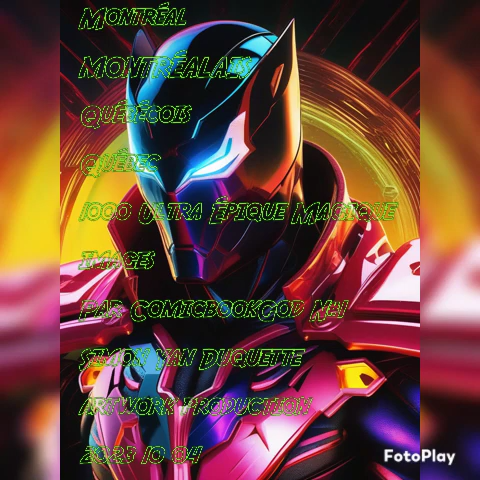 Montréal
Montréalais
Québécois
Québec
1000 Ultra Épique Magique
Images
Par ComicbookGod No1
Simon Yan Duquette
Artwork Production
2023 10 04
FotoPlay